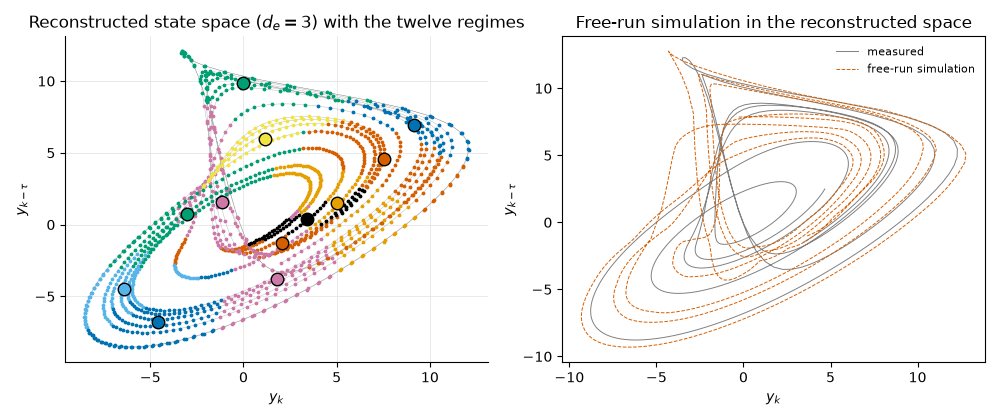 Reconstructed state space (dₑ = 3) with the twelve regimes
10
5
0
−5
−5
0
5
10
yₖ₋τ
yₖ
Free-run simulation in the reconstructed space
measured
free-run simulation
10
5
0
−5
−10
−10
−5
0
5
10
yₖ₋τ
yₖ